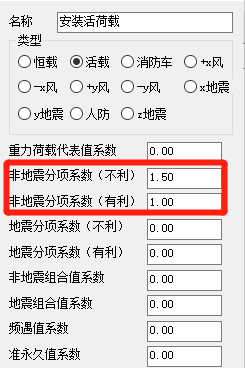 名称 安装活荷载
类型
恒载 活载 消防车 +x风
-x风 +y风 -y风 x地震
y地震 人防 z地震
重力荷载代表值系数 0.00
非地震分项系数(不利) 1.50
非地震分项系数(有利) 1.00
地震分项系数(不利) 0.00
地震分项系数(有利) 0.00
非地震组合值系数 0.00
地震组合值系数 0.00
频遇值系数 0.00
准永久值系数 0.00